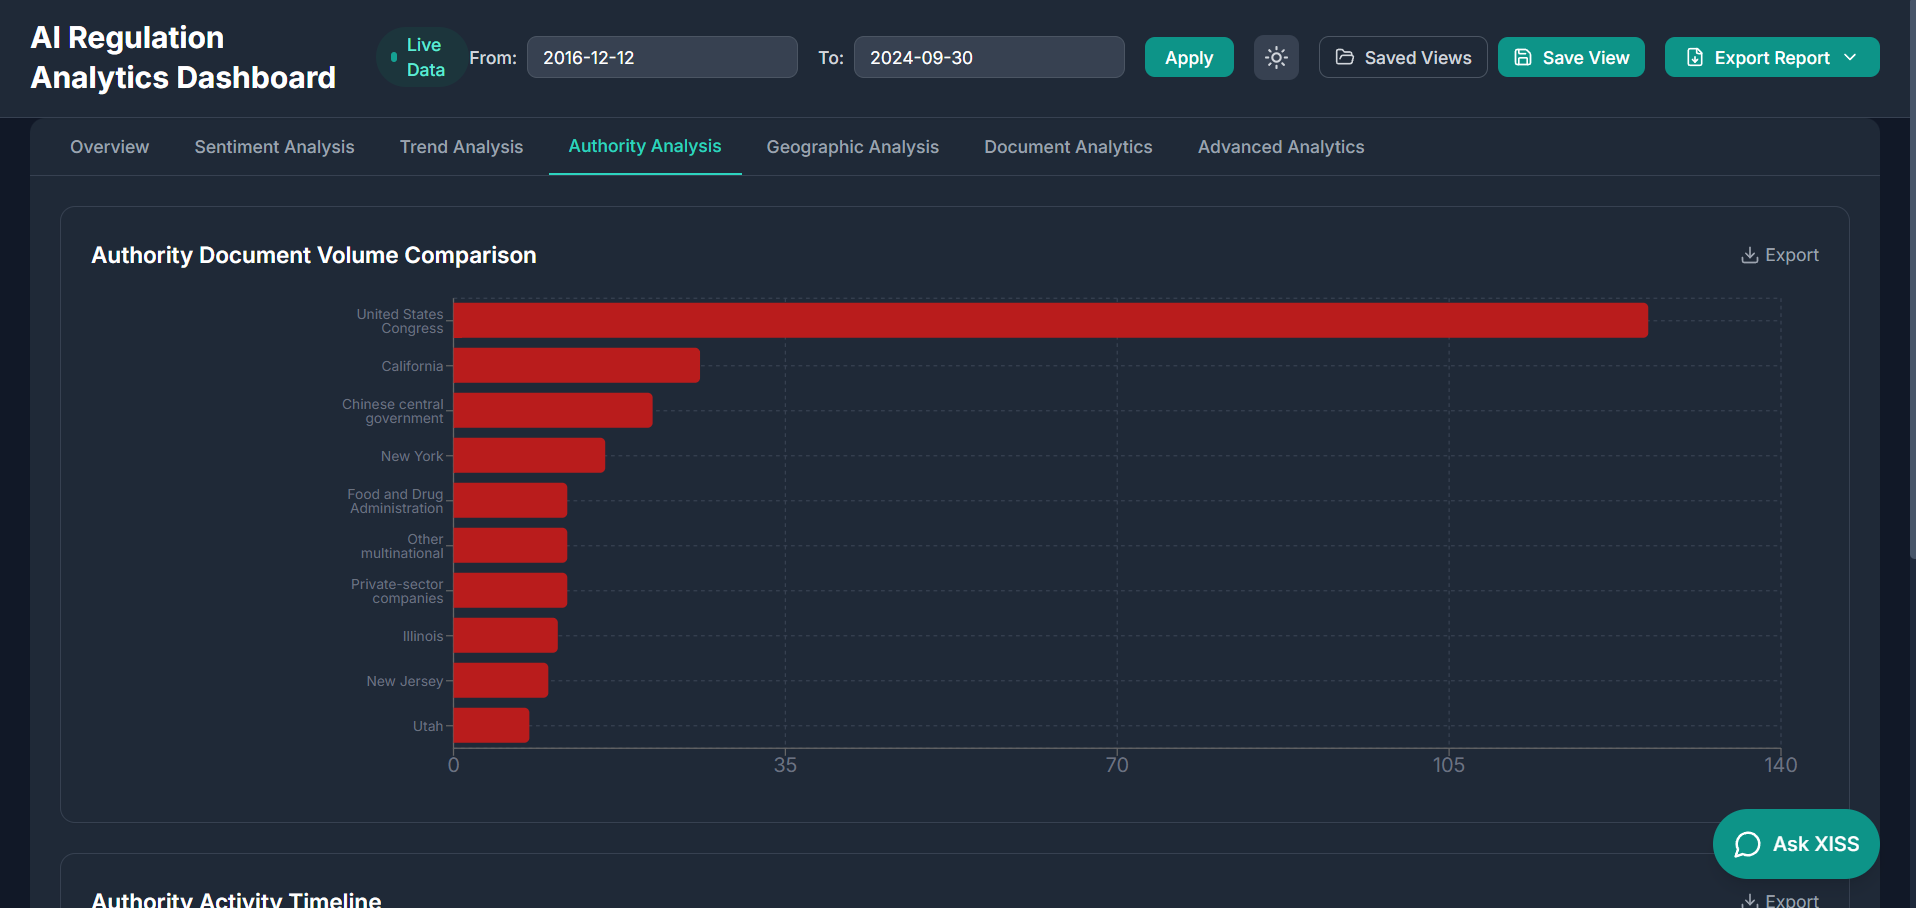 AI Regulation
Analytics Dashboard
Live
Data
From:
2016-12-12
To:
2024-09-30
Apply
Saved Views
Save View
Export Report
Overview
Sentiment Analysis
Trend Analysis
Authority Analysis
Geographic Analysis
Document Analytics
Advanced Analytics
Authority Document Volume Comparison
Export
United States
Congress
California
Chinese central
government
New York
Food and Drug
Administration
Other
multinational
Private-sector
companies
Illinois
New Jersey
Utah
0
35
70
105
140
Ask XISS
Authority Activity Timeline
Export